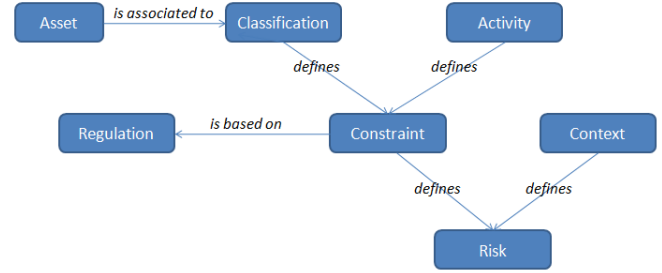 Asset
is associated to
Classification
Activity
defines
defines
Regulation
is based on
Constraint
Context
defines
defines
Risk